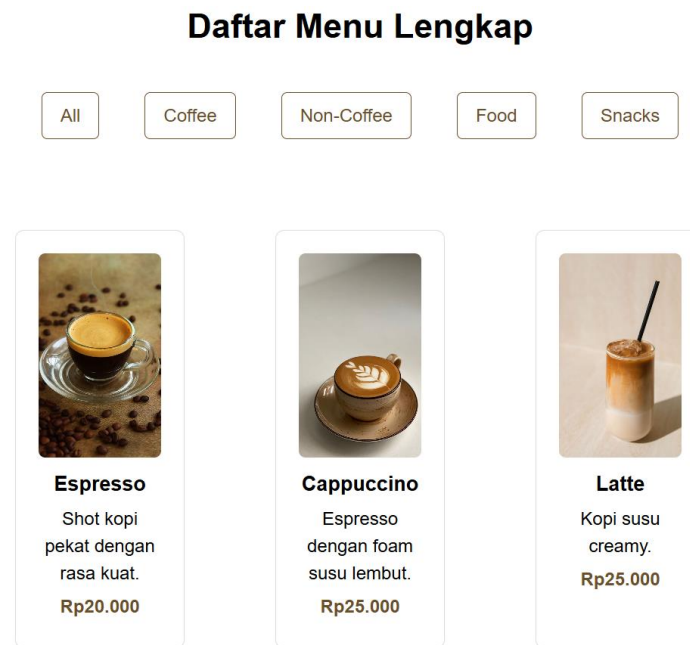 Daftar Menu Lengkap
All
Coffee
Non-Coffee
Food
Snacks
Espresso
Shot kopi
pekat dengan
rasa kuat.
Rp20.000
Cappuccino
Espresso
dengan foam
susu lembut.
Rp25.000
Latte
Kopi susu
creamy.
Rp25.000